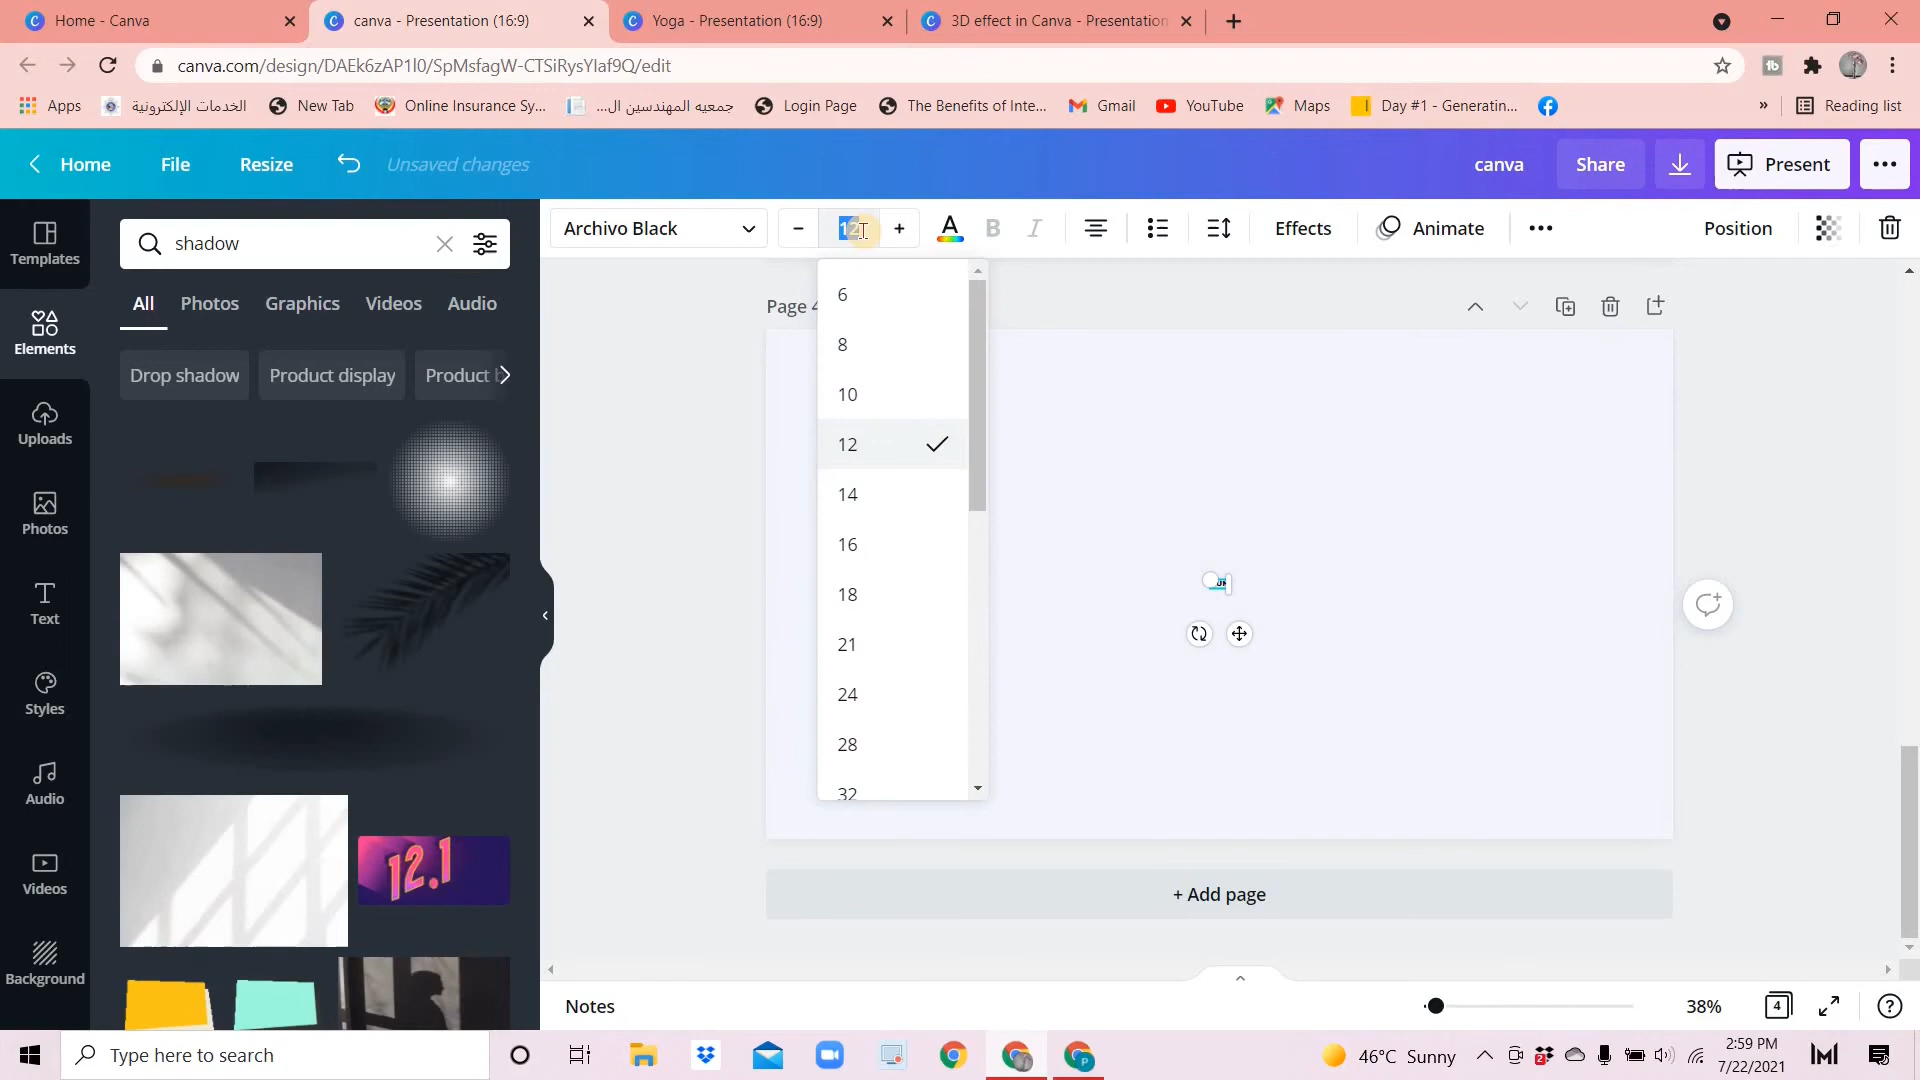 Home - Canva
canva - Presentation (16:9)
Yoga - Presentation (16:9)
3D effect in Canva - Presentation
canva.com/design/DAEk6zAP1l0/SpMsfagW-CTSiRysYIaf9Q/edit
Apps
الخدمات الإلكترونية
New Tab
Online Insurance Sy...
جمعيه المهندسين ال...
Login Page
The Benefits of Inte...
Gmail
YouTube
Maps
Day #1 - Generatin...
»
Reading list
Home
File
Resize
Unsaved changes
canva
Share
Present
Templates
Elements
Uploads
Photos
Text
Styles
Audio
Videos
Background
shadow
All
Photos
Graphics
Videos
Audio
Drop shadow
Product display
Product
12.1
Archivo Black
12
A
B
I
Effects
Animate
Position
6
8
10
12
14
16
18
21
24
28
32
Page 4
+ Add page
Notes
38%
4
Type here to search
46°C Sunny
2:59 PM
7/22/2021